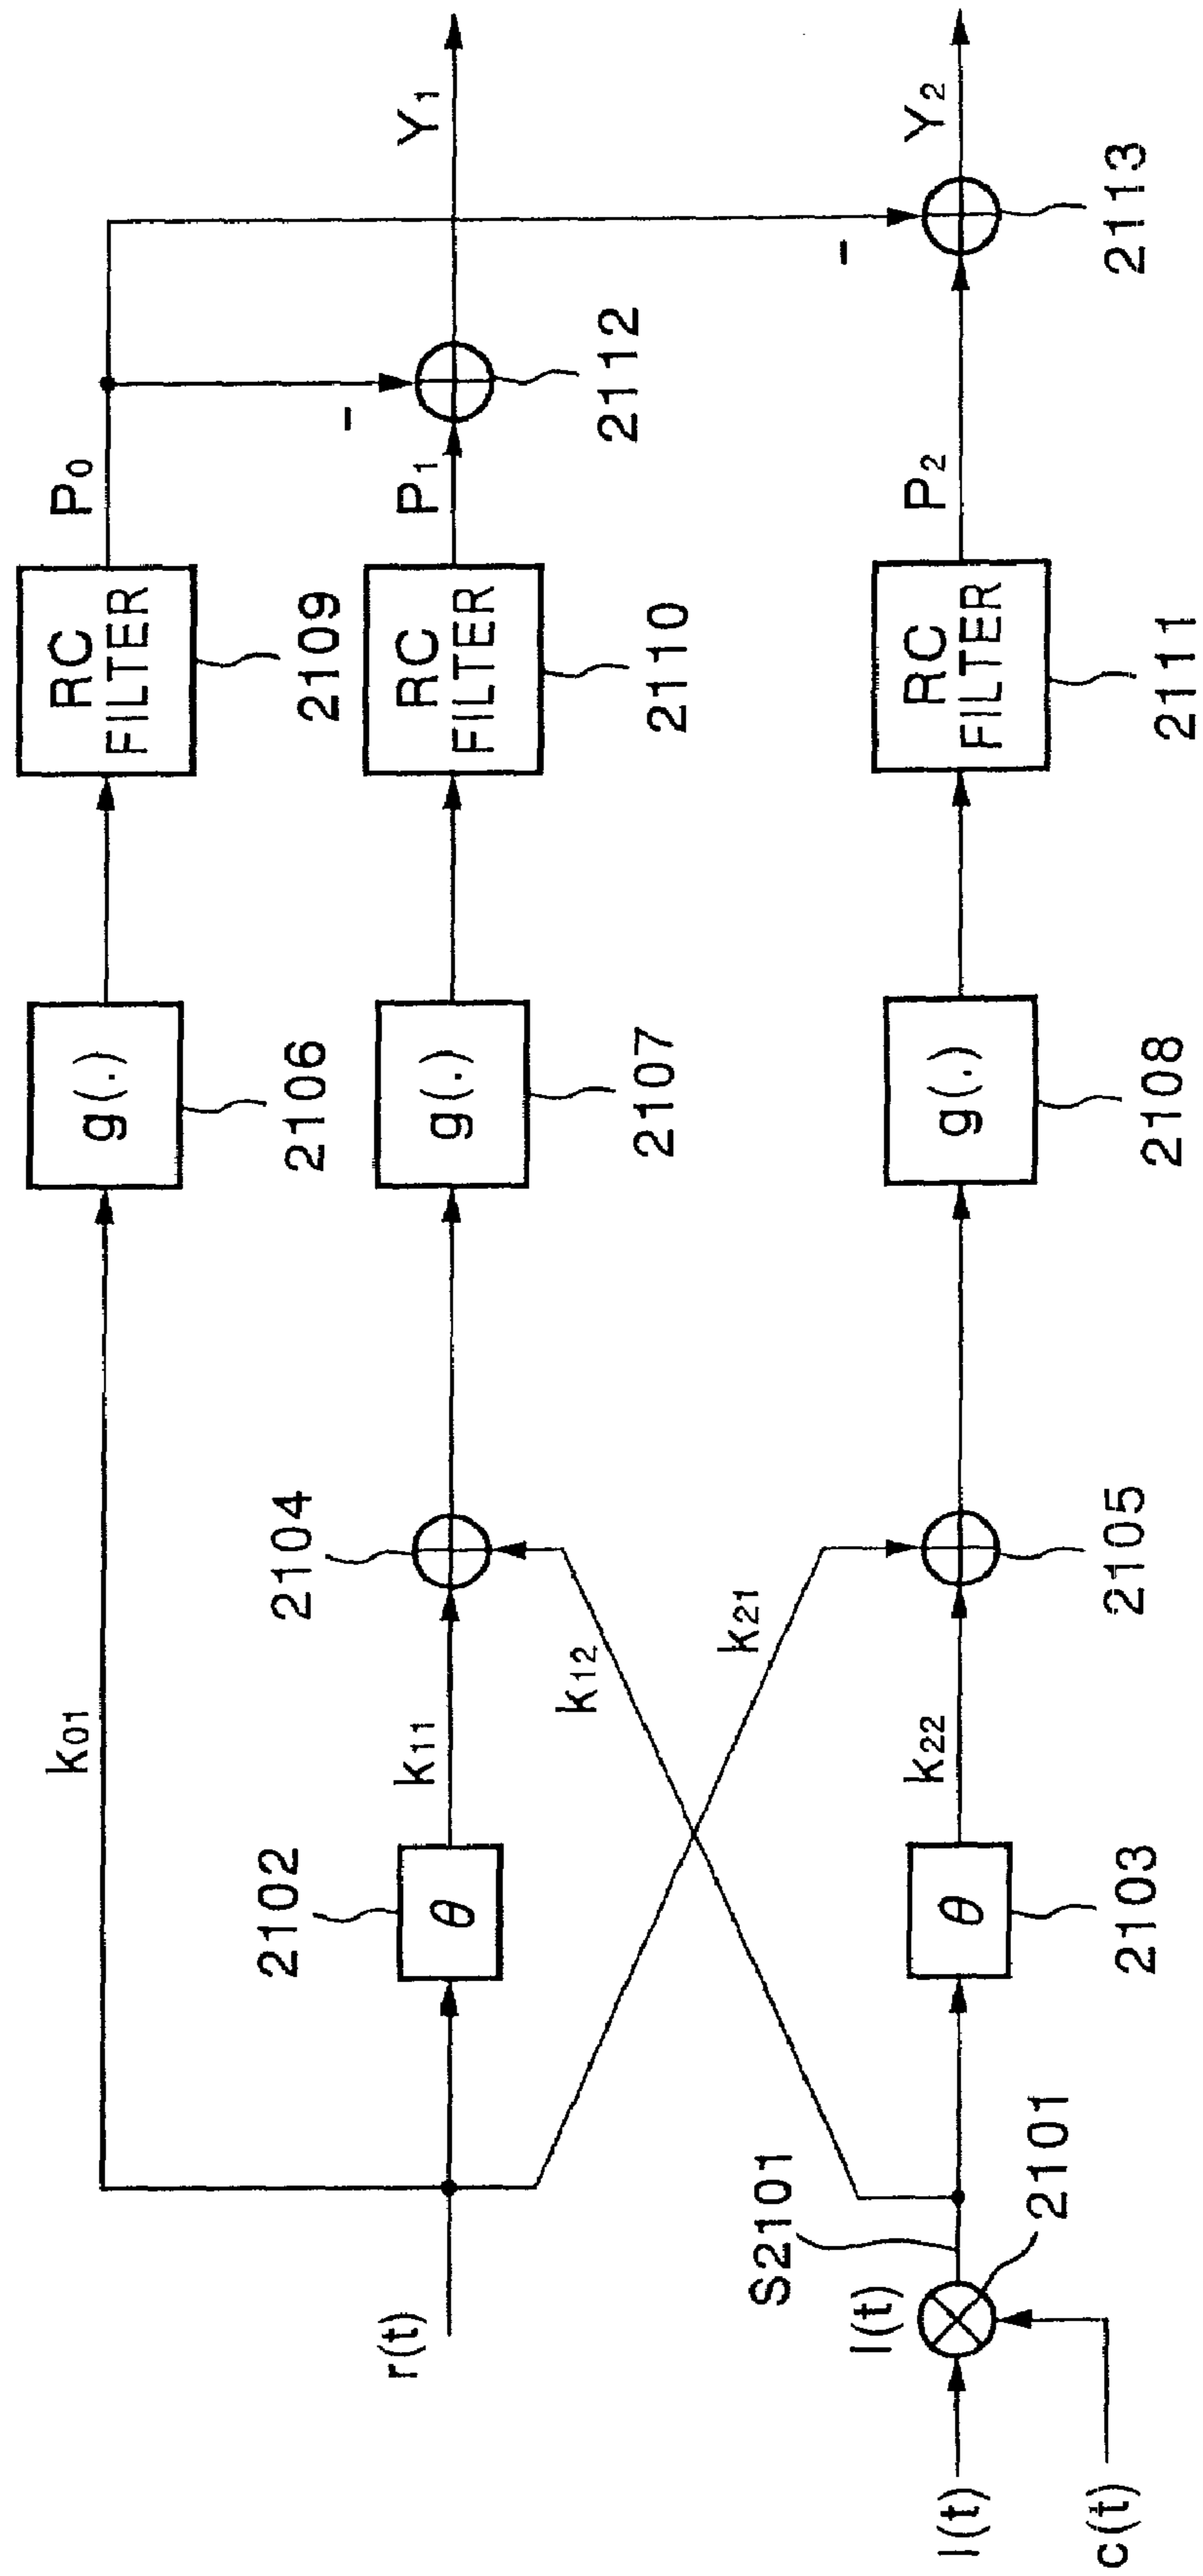 k01
g(.)
2106
RC
FILTER
2109
P0
r(t)
2102
θ
k11
2104
g(.)
2107
RC
FILTER
2110
P1
-
2112
Y1
k12
k21
l(t)
c(t)
l(t)
S2101
2101
θ
2103
k22
2105
g(.)
2108
RC
FILTER
2111
P2
-
2113
Y2